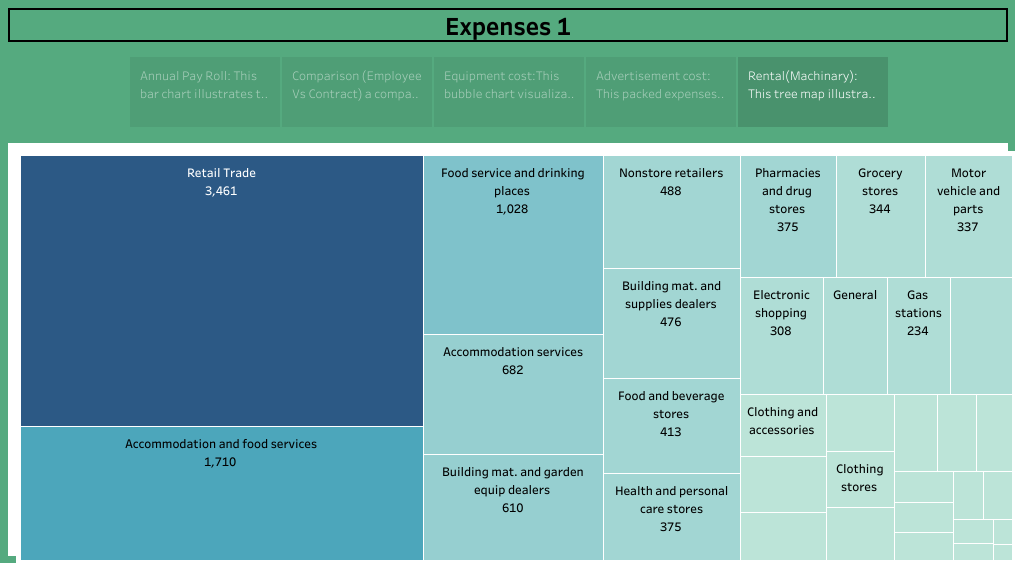 Expenses 1
Annual Pay Roll: This
bar chart illustrates t..
Comparison (Employee
Vs Contract) a compa..
Equipment cost:This
bubble chart visualiza..
Advertisement cost:
This packed expenses..
Rental(Machinary):
This tree map illustra..
Retail Trade
3,461
Accommodation and food services
1,710
Food service and drinking
places
1,028
Accommodation services
682
Building mat. and garden
equip dealers
610
Nonstore retailers
488
Building mat. and
supplies dealers
476
Food and beverage
stores
413
Health and personal
care stores
375
Pharmacies
and drug
stores
375
Grocery
stores
344
Motor
vehicle and
parts
337
Electronic
shopping
308
General
Gas
stations
234
Clothing and
accessories
Clothing
stores